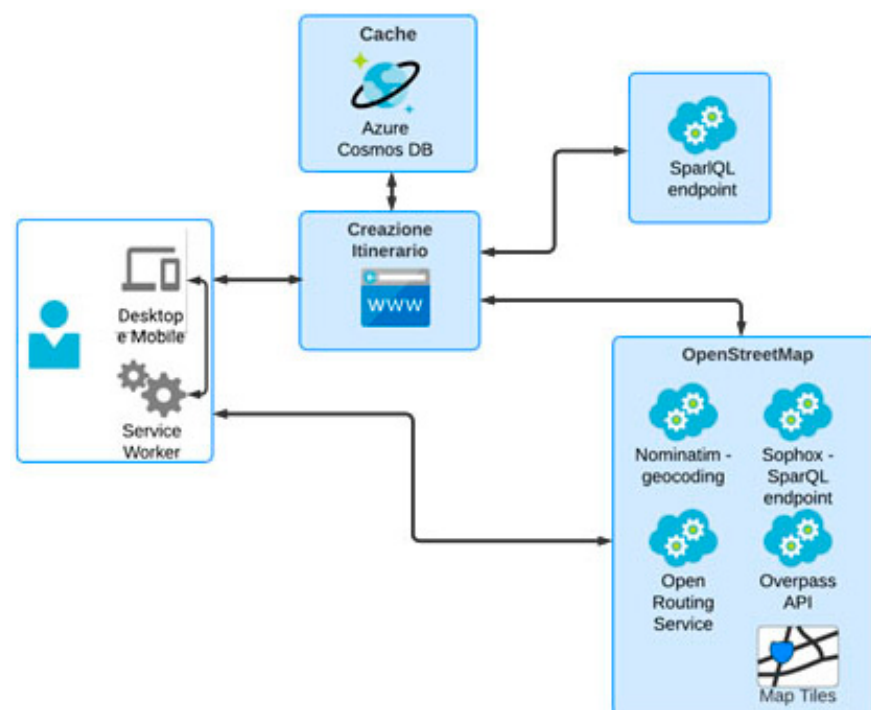 Cache
Azure
Cosmos DB
SparlQL
endpoint
Creazione
Itinerario
WWW
Desktop
e Mobile
Service
Worker
OpenStreetMap
Nominatim -
geocoding
Sophox -
SparQL
endpoint
Open
Routing
Service
Overpass
API
Map Tiles